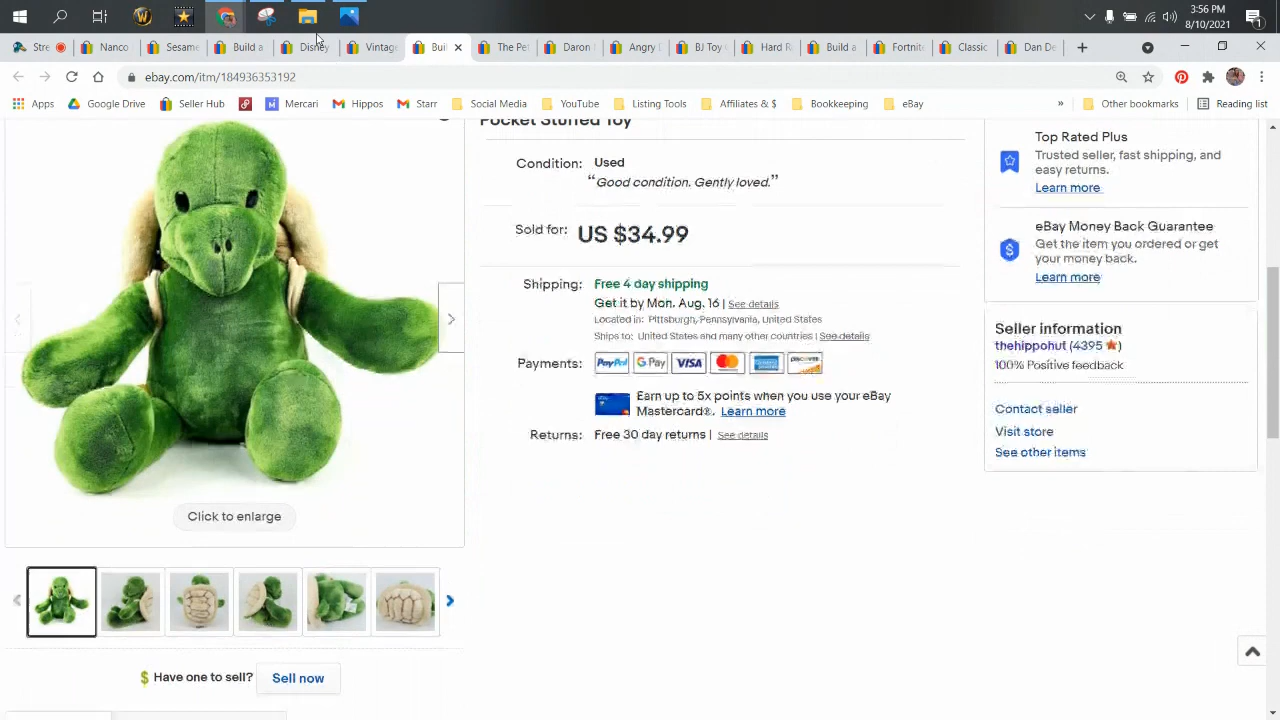 3:56 PM
8/10/2021
1
Stre
Nanco
Sesame
Build a
Disney
Vintage
Buil
The Pe
Daron
Angry
BJ Toy
Hard R
Build a
Fortnit
Classic
Dan De
ebay.com/itm/184936353192
Apps
Google Drive
Seller Hub
Mercari
Hippos
Starr
Social Media
YouTube
Listing Tools
Affiliates & $
Bookkeeping
eBay
»
Other bookmarks
Reading list
Pocket Stuffed Toy
Condition: Used
“Good condition. Gently loved.”
Sold for: US $34.99
Shipping: Free 4 day shipping
Get it by Mon. Aug. 16 | See details
Located in: Pittsburgh, Pennsylvania, United States
Ships to: United States and many other countries | See details
Payments: PayPal G Pay VISA
DISCOVER
Earn up to 5x points when you use your eBay
Mastercard®. Learn more
Returns: Free 30 day returns | See details
Top Rated Plus
Trusted seller, fast shipping, and
easy returns.
Learn more
eBay Money Back Guarantee
Get the item you ordered or get
your money back.
Learn more
Seller information
thehippohut (4395 )
100% Positive feedback
Contact seller
Visit store
See other items
Click to enlarge
Have one to sell? Sell now